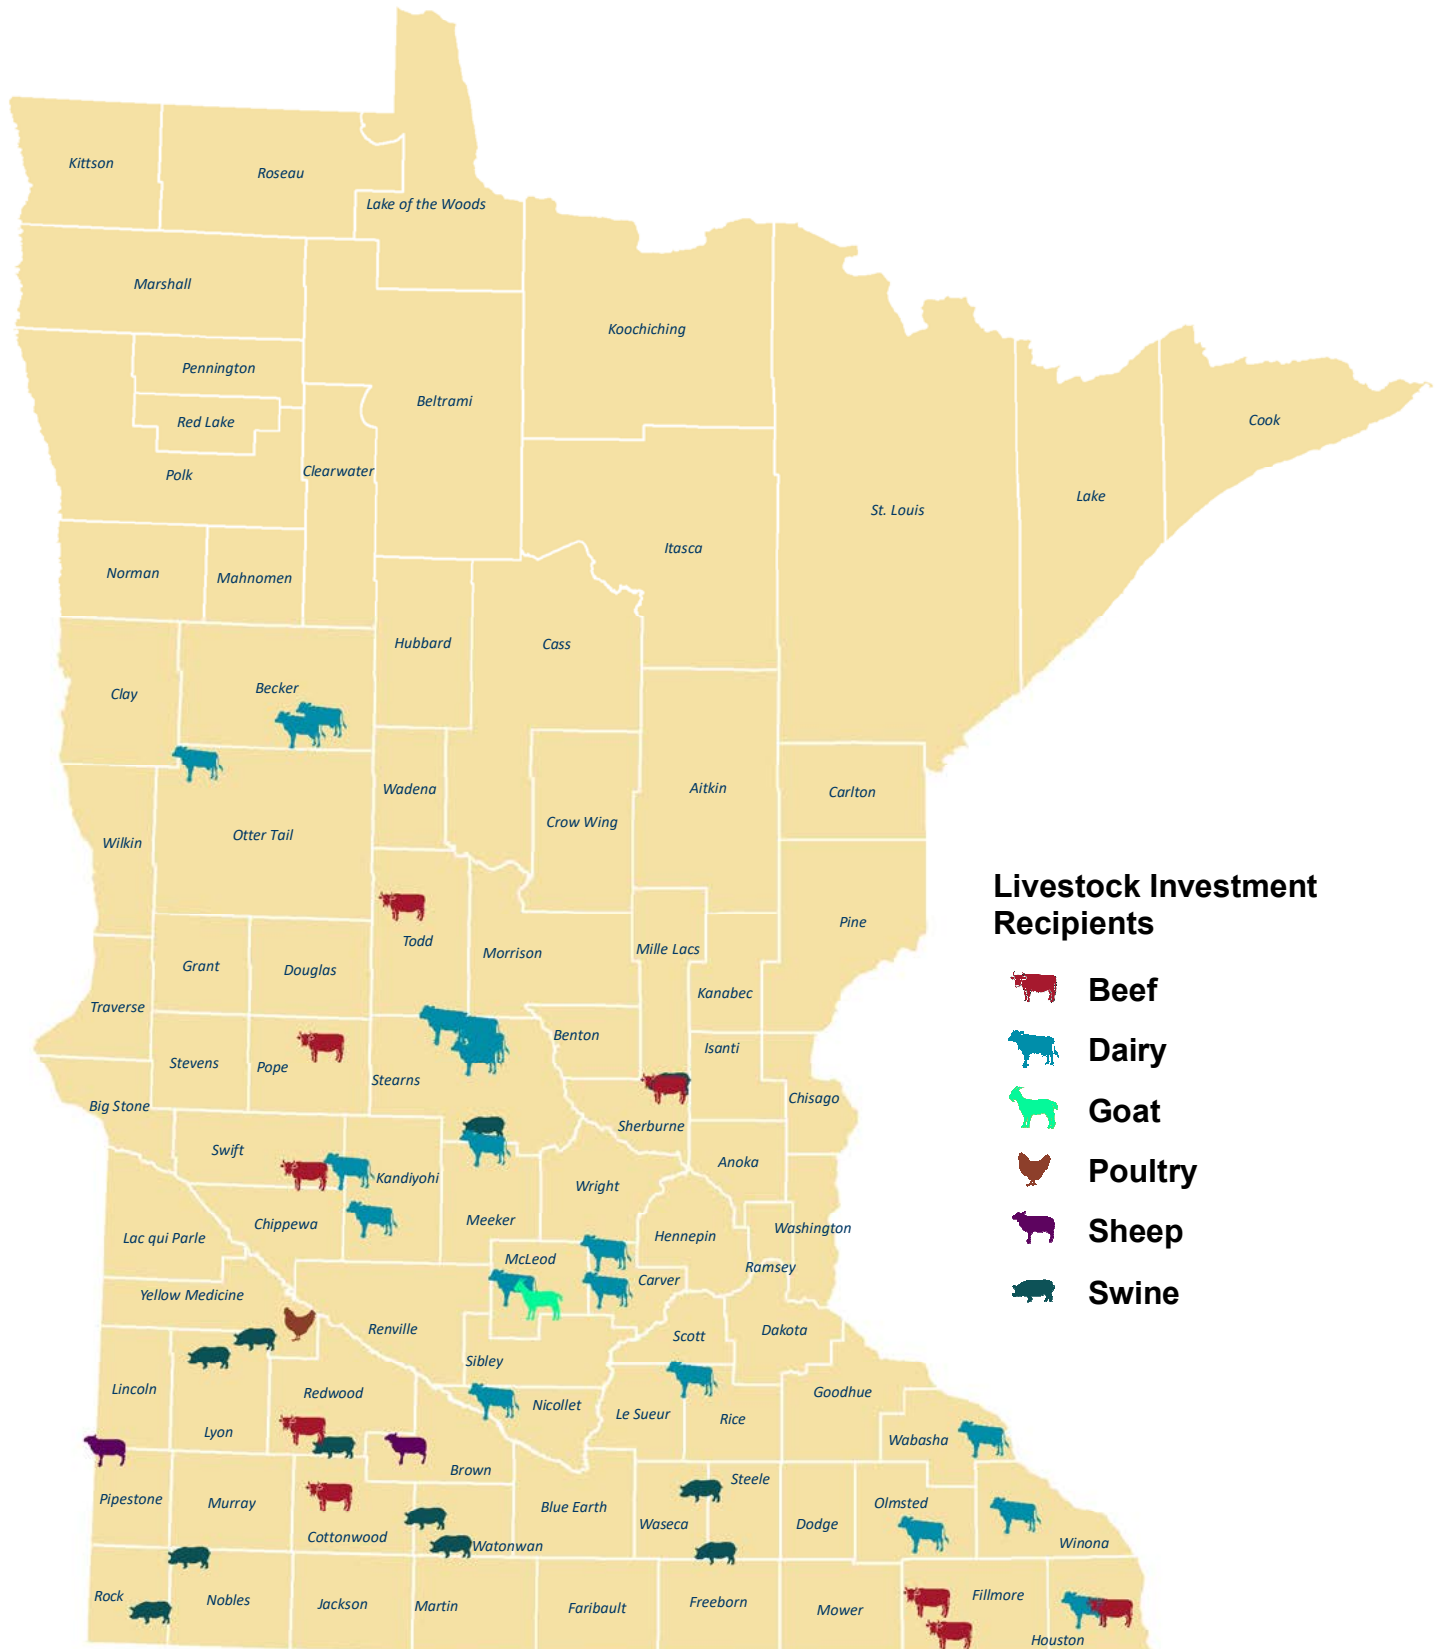 Kittson
Roseau
Lake of the Woods
Marshall
Koochiching
Pennington
Beltrami
Red Lake
Cook
Clearwater
Polk
Lake
St. Louis
Itasca
Norman
Mahnomen
Hubbard
Cass
Becker
Clay
Wadena
Aitkin
Carlton
Crow Wing
Otter Tail
Wilkin
Livestock Investment
Recipients
Pine
Todd
Morrison
Mille Lacs
Grant
Douglas
Kanabec
Beef
Traverse
Benton
Isanti
Dairy
Stevens
Pope
Stearns
Chisago
Big Stone
Goat
Sherburne
Swift
Anoka
Kandiyohi
Poultry
Wright
Meeker
Chippewa
Washington
Sheep
Lac qui Parle
Hennepin
McLeod
Ramsey
Carver
Yellow Medicine
Swine
Renville
Dakota
Scott
Sibley
Lincoln
Redwood
Goodhue
Nicollet
Le Sueur
Rice
Lyon
Wabasha
Brown
Steele
Pipestone
Murray
Blue Earth
Olmsted
Waseca
Dodge
Cottonwood
Watonwan
Winona
Rock
Nobles
Jackson
Martin
Faribault
Freeborn
Mower
Fillmore
Houston